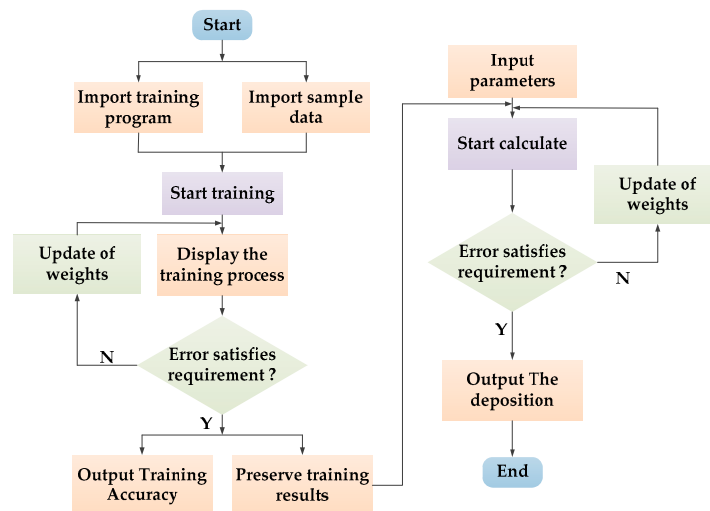 Start
Import training
program
Import sample
data
Start training
Update of
weights
Display the
training process
N
Error satisfies
requirement ?
Y
Output Training
Accuracy
Preserve training
results
Input
parameters
Start calculate
Update of
weights
Error satisfies
requirement ?
N
Y
Output The
deposition
End